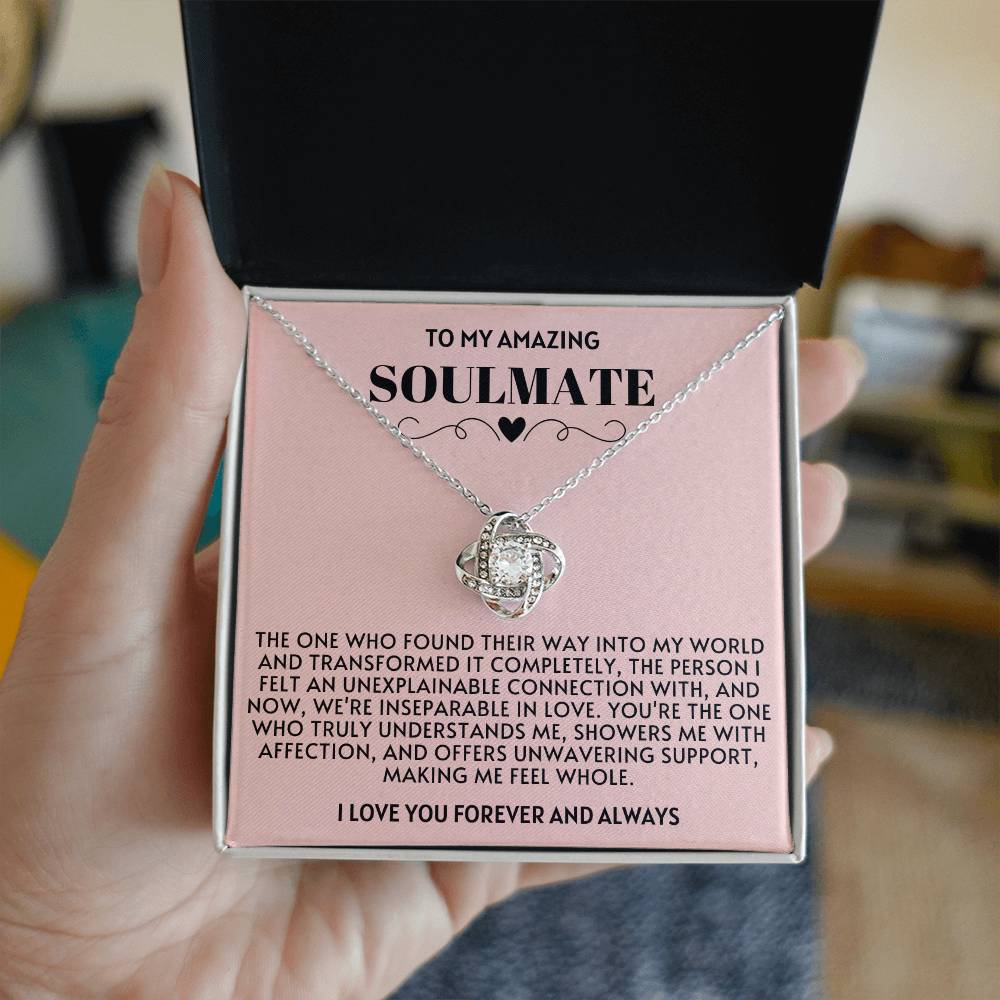 TO MY AMAZING
SOULMATE
THE ONE WHO FOUND THEIR WAY INTO MY WORLD
AND TRANSFORMED IT COMPLETELY, THE PERSON I
FELT AN UNEXPLAINABLE CONNECTION WITH, AND
NOW, WE'RE INSEPARABLE IN LOVE. YOU'RE THE ONE
WHO TRULY UNDERSTANDS ME, SHOWERS ME WITH
AFFECTION, AND OFFERS UNWAVERING SUPPORT,
MAKING ME FEEL WHOLE.
I LOVE YOU FOREVER AND ALWAYS